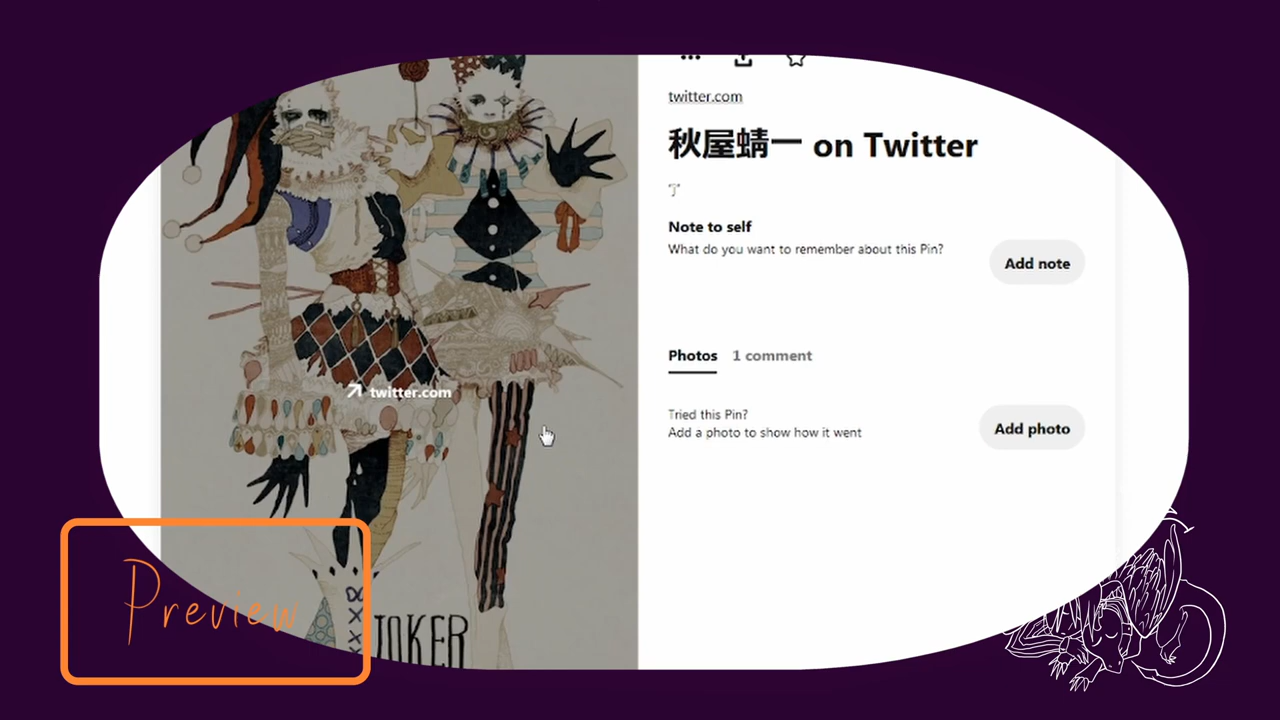 twitter.com
秋屋蜻一 on Twitter
Note to self
What do you want to remember about this Pin?
Add note
Photos 1 comment
twitter.com
Tried this Pin?
Add a photo to show how it went
Add photo
Preview
JOKER